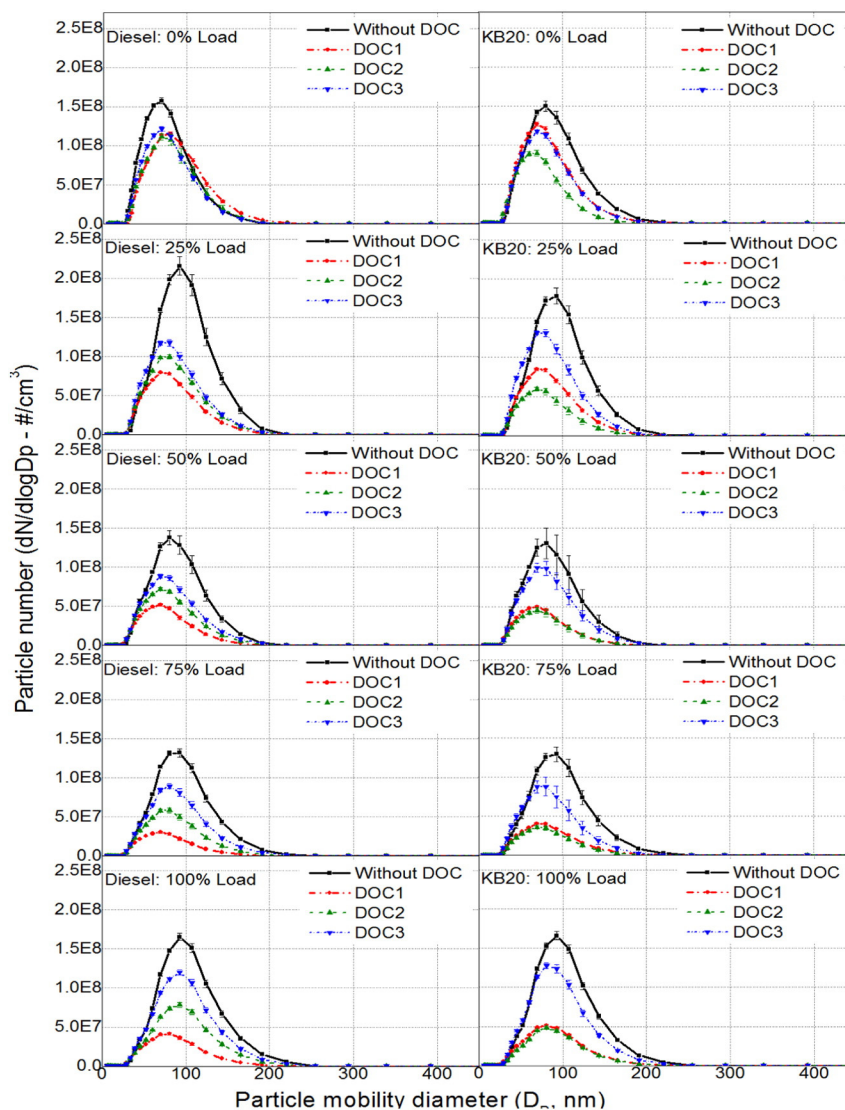 Diesel: 0% Load
Without DOC
DOC1
DOC2
DOC3
2.5E8
2.0E8
1.5E8
1.0E8
5.0E7
0.0
KB20: 0% Load
Without DOC
DOC1
DOC2
DOC3
Diesel: 25% Load
Without DOC
DOC1
DOC2
DOC3
2.5E8
2.0E8
1.5E8
1.0E8
5.0E7
0.0
KB20: 25% Load
Without DOC
DOC1
DOC2
DOC3
Particle number (dN/dlogDp - #/cm³)
Diesel: 50% Load
Without DOC
DOC1
DOC2
DOC3
2.5E8
2.0E8
1.5E8
1.0E8
5.0E7
0.0
KB20: 50% Load
Without DOC
DOC1
DOC2
DOC3
Diesel: 75% Load
Without DOC
DOC1
DOC2
DOC3
2.5E8
2.0E8
1.5E8
1.0E8
5.0E7
0.0
KB20: 75% Load
Without DOC
DOC1
DOC2
DOC3
Diesel: 100% Load
Without DOC
DOC1
DOC2
DOC3
2.5E8
2.0E8
1.5E8
1.0E8
5.0E7
0.0
KB20: 100% Load
Without DOC
DOC1
DOC2
DOC3
0 100 200 300 400 0 100 200 300 400
Particle mobility diameter (D , nm)